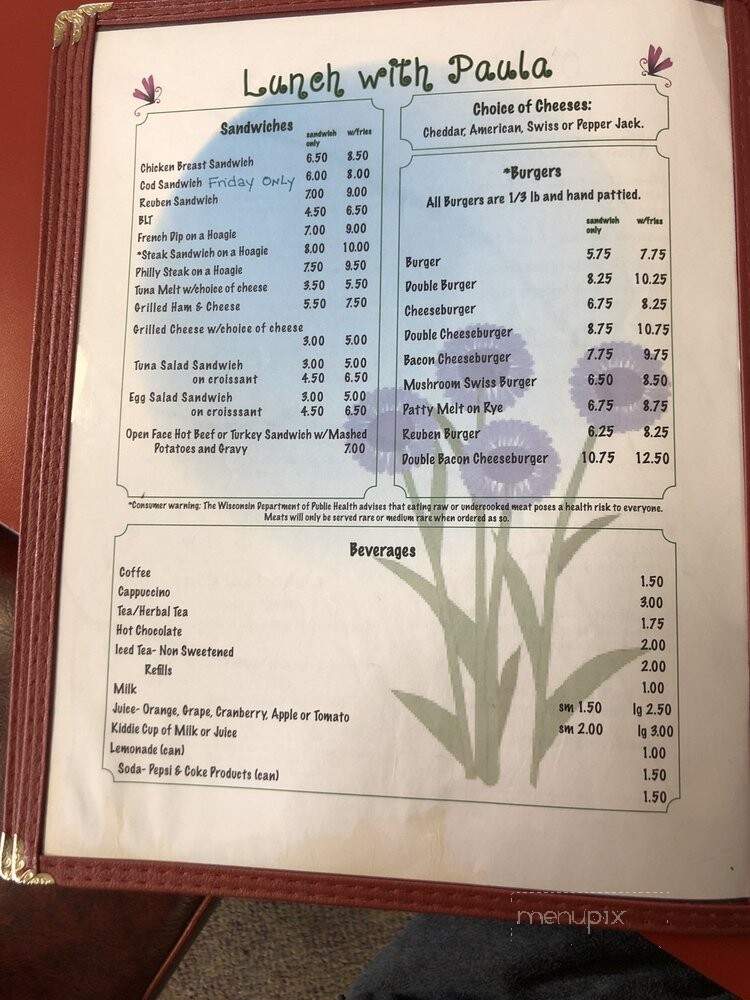 Lunch with Paula
Sandwiches
sandwich only w/fries
Chicken Breast Sandwich 6.50 8.50
Cod Sandwich Friday ONLY 6.00 8.00
Reuben Sandwich 7.00 9.00
BLT 4.50 6.50
French Dip on a Hoagie 7.00 9.00
*Steak Sandwich on a Hoagie 8.00 10.00
Philly Steak on a Hoagie 7.50 9.50
Tuna Melt w/choice of cheese 3.50 5.50
Grilled Ham & Cheese 5.50 7.50
Grilled Cheese w/choice of cheese
3.00 5.00
Tuna Salad Sandwich 3.00 5.00
on croissant 4.50 6.50
Egg Salad Sandwich 3.00 5.00
on croisssant 4.50 6.50
Open Face Hot Beef or Turkey Sandwich w/Mashed
Potatoes and Gravy 7.00
Choice of Cheeses:
Cheddar, American, Swiss or Pepper Jack.
*Burgers
All Burgers are 1/3 lb and hand pattied.
sandwich only w/fries
Burger 5.75 7.75
Double Burger 8.25 10.25
Cheeseburger 6.75 8.25
Double Cheeseburger 8.75 10.75
Bacon Cheeseburger 7.75 9.75
Mushroom Swiss Burger 6.50 8.50
Patty Melt on Rye 6.75 8.75
Reuben Burger 6.25 8.25
Double Bacon Cheeseburger 10.75 12.50
*Consumer warning: The Wisconsin Department of Public Health advises that eating raw or undercooked meat poses a health risk to everyone.
Meats will only be served rare or medium rare when ordered as so.
Beverages
Coffee 1.50
Cappuccino 3.00
Tea/Herbal Tea 1.75
Hot Chocolate 2.00
Iced Tea- Non Sweetened 2.00
Refills 1.00
Milk sm 1.50 lg 2.50
Juice- Orange, Grape, Cranberry, Apple or Tomato sm 2.00 lg 3.00
Kiddie Cup of Milk or Juice 1.00
Lemonade (can) 1.50
Soda- Pepsi & Coke Products (can) 1.50
menupix